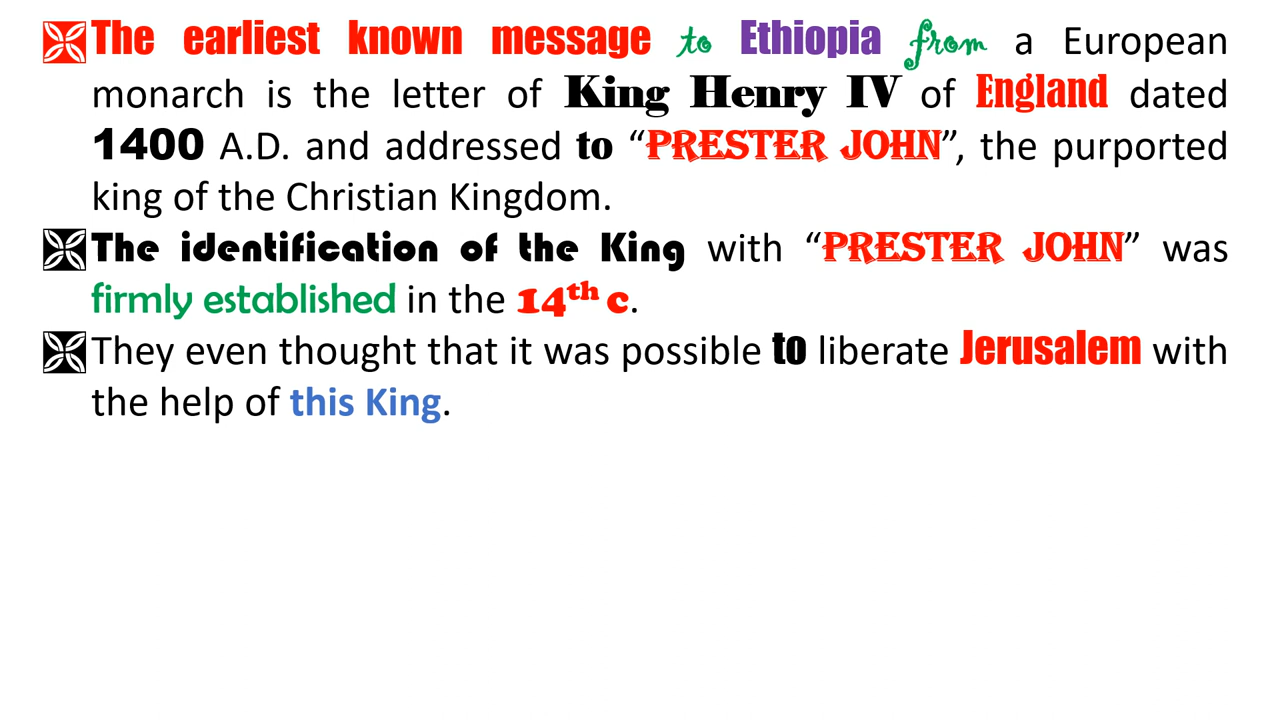 The earliest known message to Ethiopia from a European
monarch is the letter of King Henry IV of England dated
1400 A.D. and addressed to “PRESTER JOHN”, the purported
king of the Christian Kingdom.
The identification of the King with “PRESTER JOHN” was
firmly established in the 14th c.
They even thought that it was possible to liberate Jerusalem with
the help of this King.